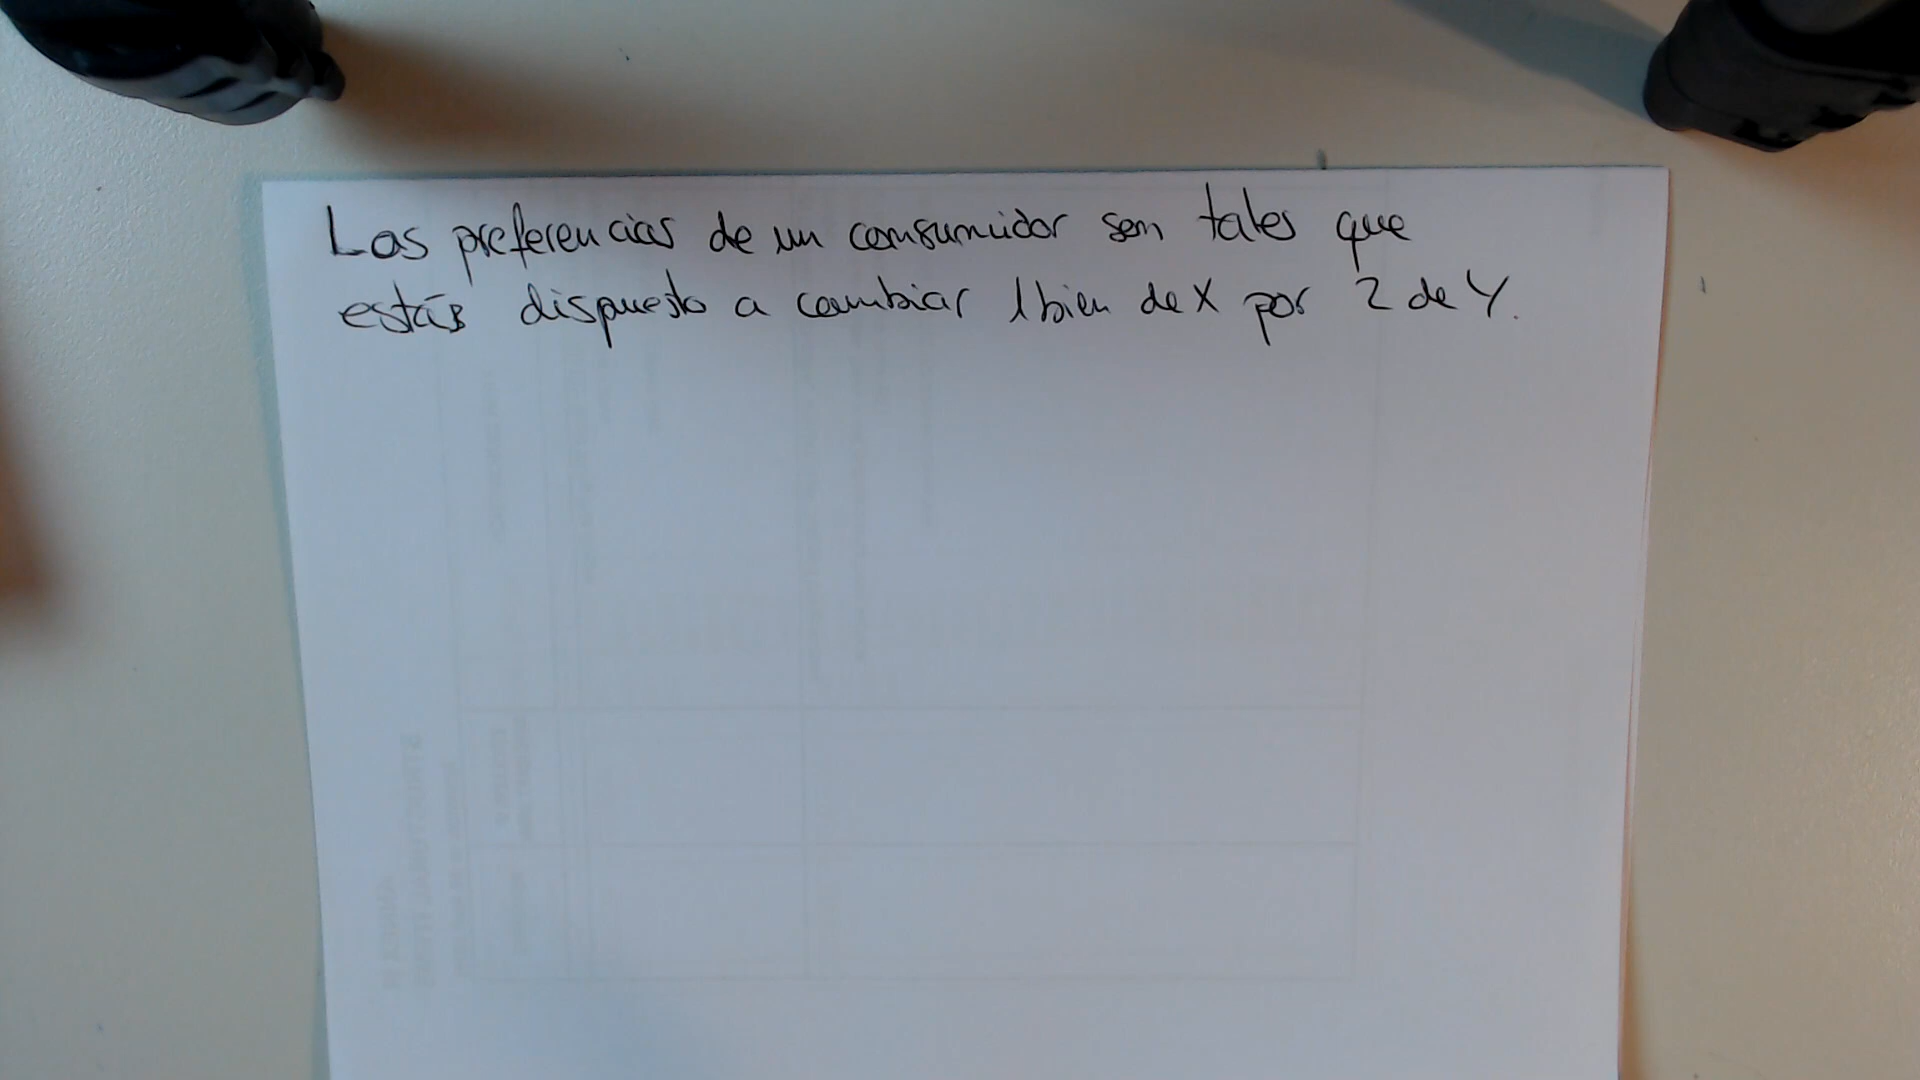 Las preferencias de un consumidor son tales que
estás dispuesto a cambiar 1 bien de X por 2 de Y.